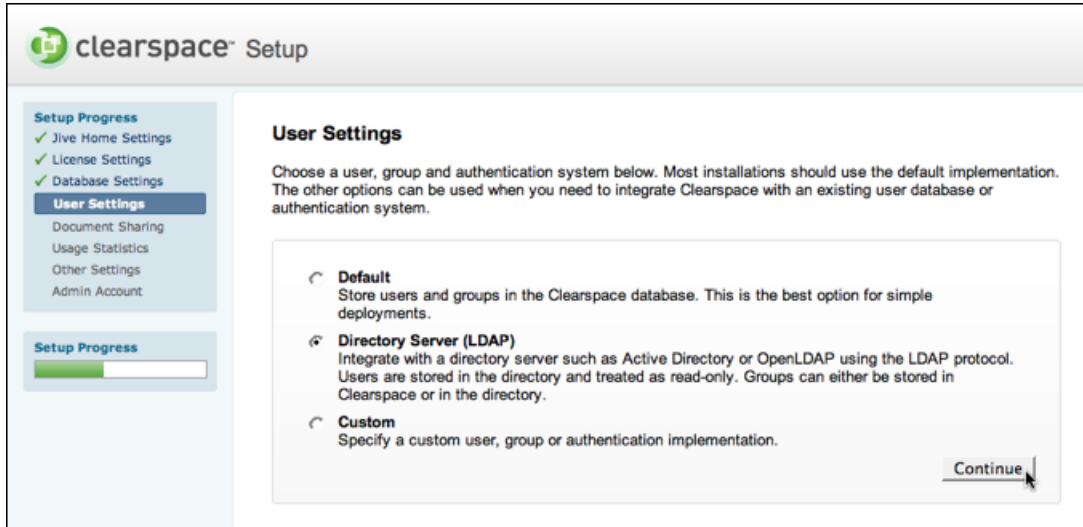 clearspace™ Setup
Setup Progress
✓ Jive Home Settings
✓ License Settings
✓ Database Settings
User Settings
Document Sharing
Usage Statistics
Other Settings
Admin Account
Setup Progress
User Settings
Choose a user, group and authentication system below. Most installations should use the default implementation.
The other options can be used when you need to integrate Clearspace with an existing user database or
authentication system.
Default
Store users and groups in the Clearspace database. This is the best option for simple
deployments.
Directory Server (LDAP)
Integrate with a directory server such as Active Directory or OpenLDAP using the LDAP protocol.
Users are stored in the directory and treated as read-only. Groups can either be stored in
Clearspace or in the directory.
Custom
Specify a custom user, group or authentication implementation.
Continue